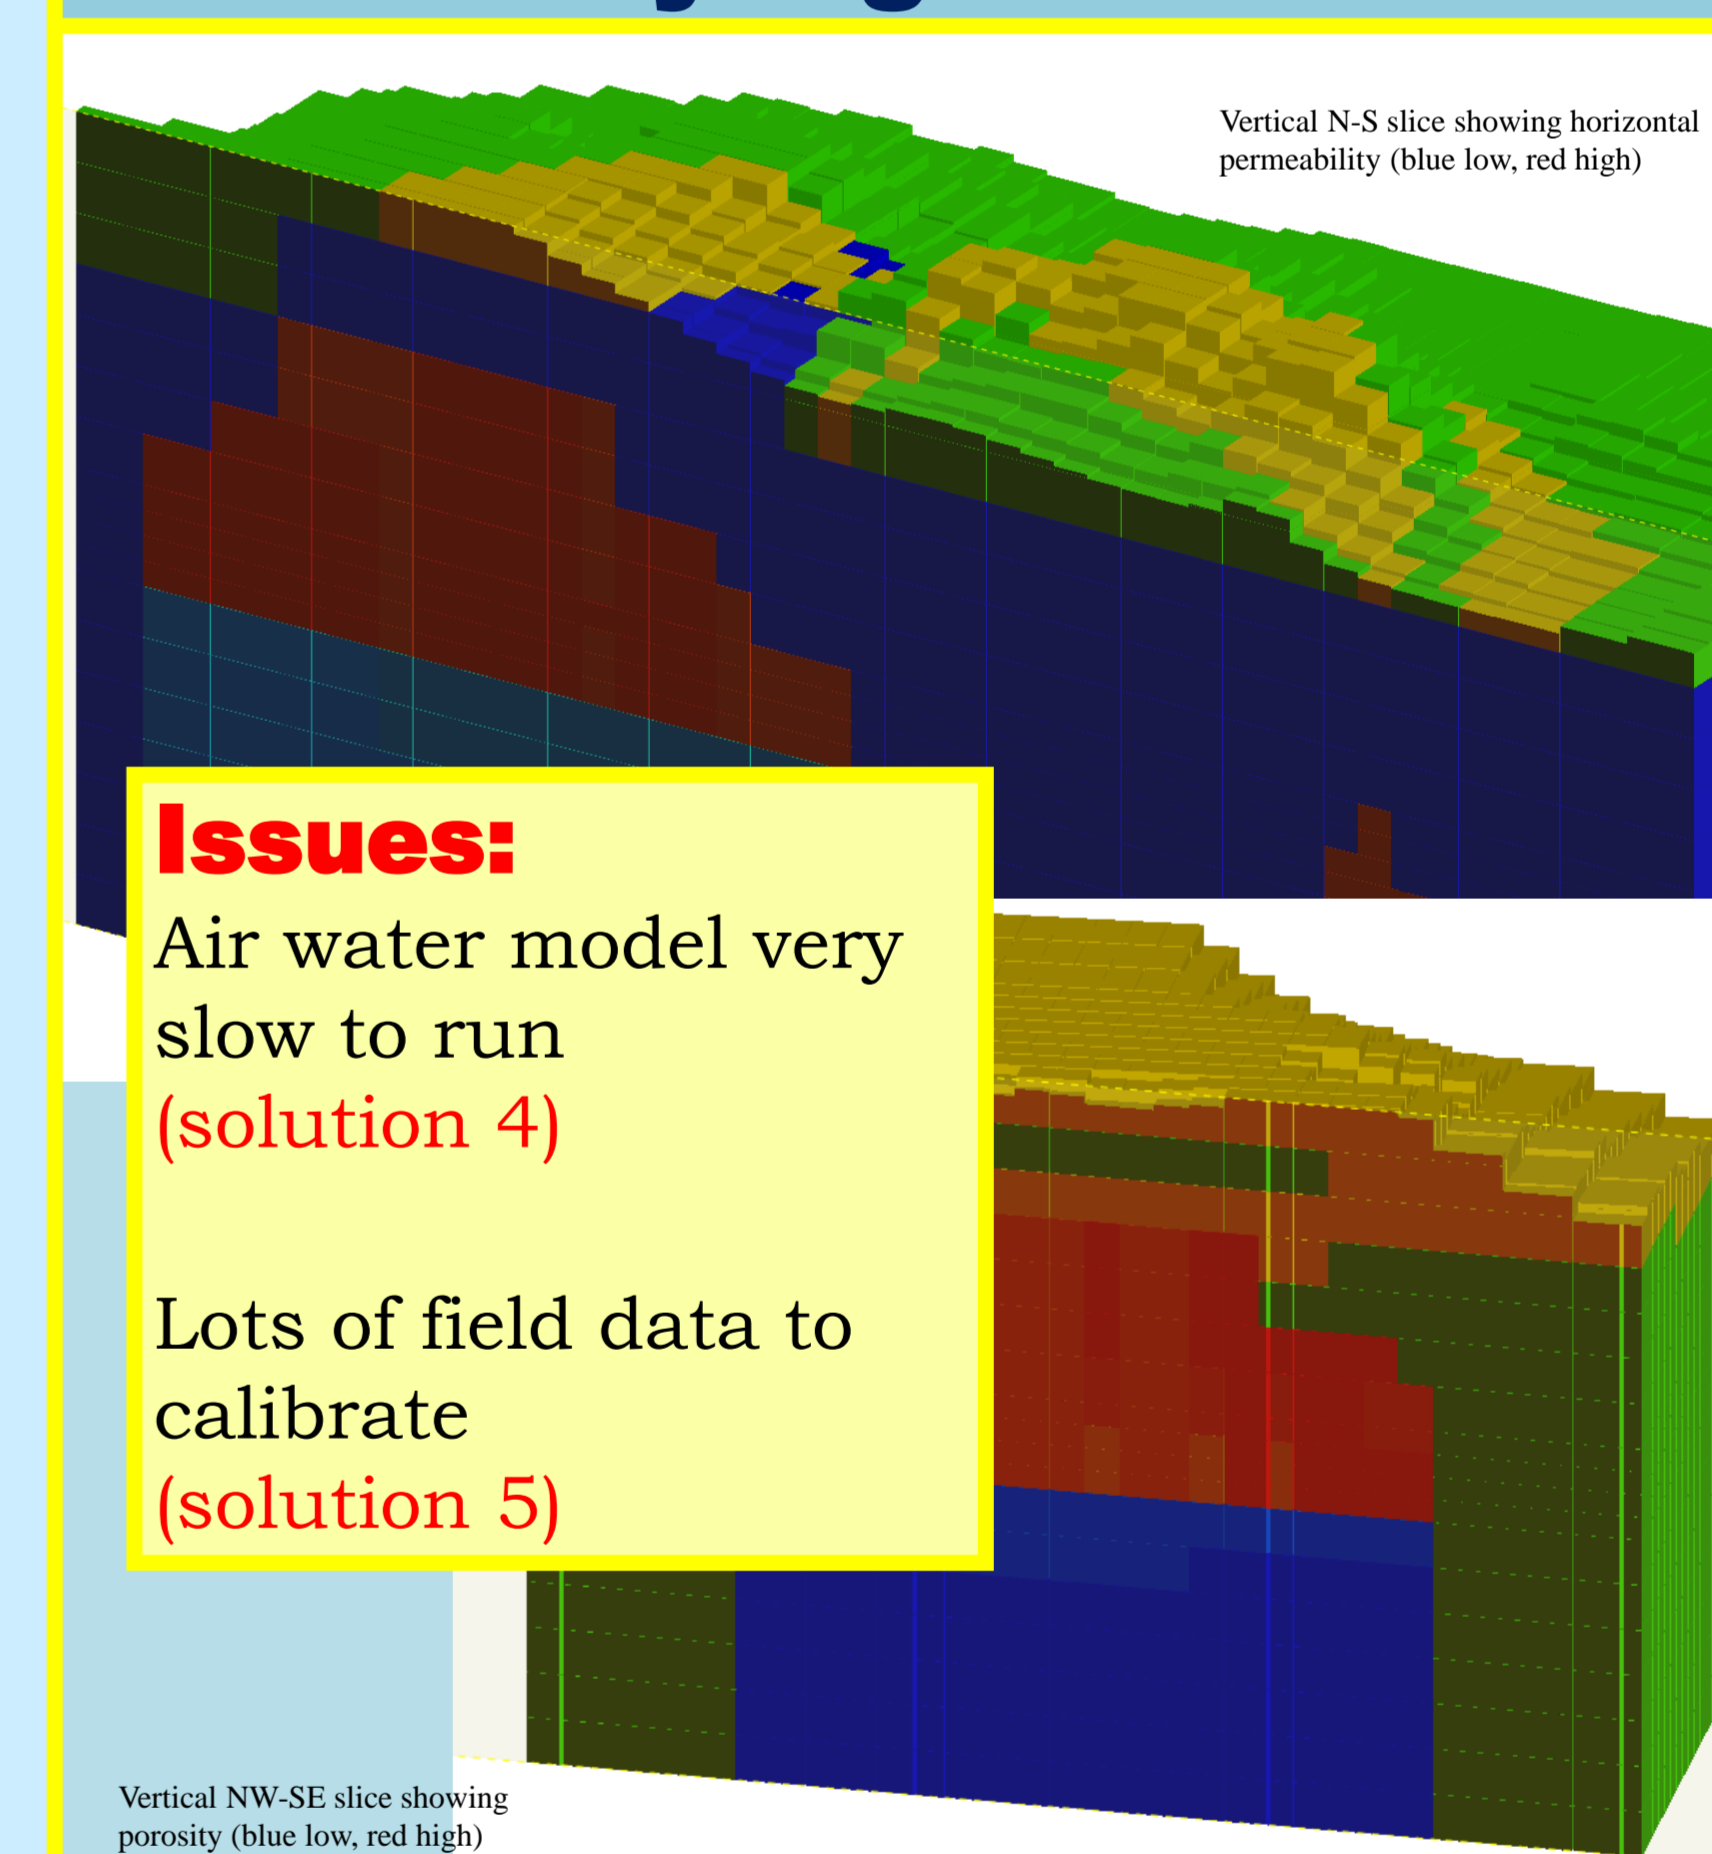 Vertical N-S slice showing horizontal
permeability (blue low, red high)
Issues:
Air water model very
slow to run
(solution 4)
Lots of field data to
calibrate
(solution 5)
Vertical NW-SE slice showing
porosity (blue low, red high)